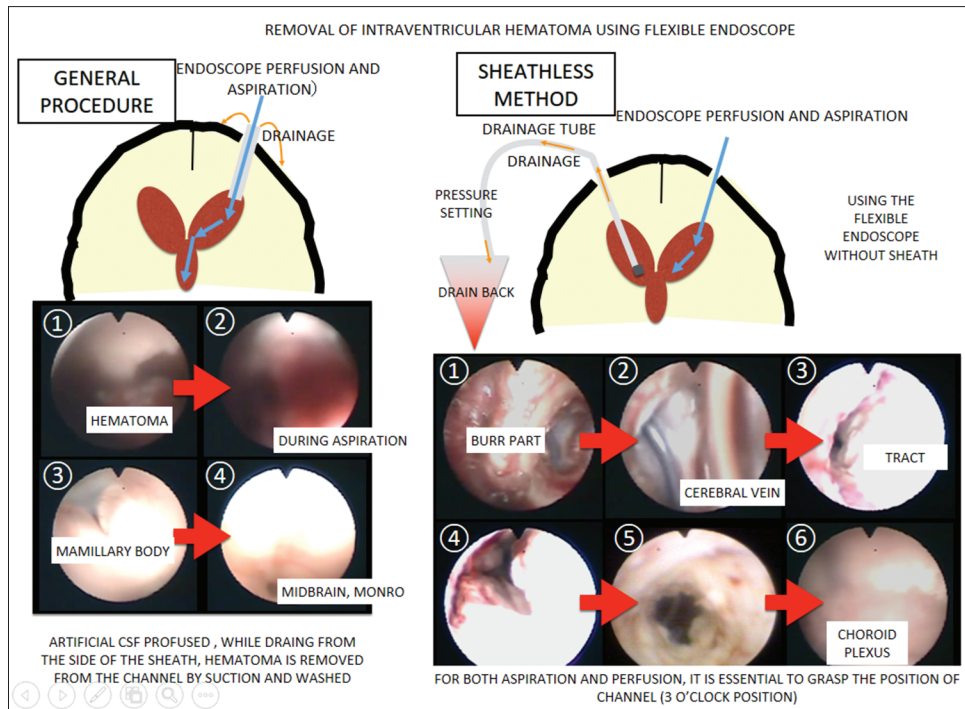 REMOVAL OF INTRAVENTRICULAR HEMATOMA USING FLEXIBLE ENDOSCOPE
GENERAL
PROCEDURE
ENDOSCOPE PERFUSION AND
ASPIRATION)
DRAINAGE
①
HEMATOMA
②
DURING ASPIRATION
③
MAMILLARY BODY
④
MIDBRAIN, MONRO
ARTIFICIAL CSF PROFUSED , WHILE DRAING FROM
THE SIDE OF THE SHEATH, HEMATOMA IS REMOVED
FROM THE CHANNEL BY SUCTION AND WASHED
SHEATHLESS
METHOD
DRAINAGE TUBE
DRAINAGE
ENDOSCOPE PERFUSION AND ASPIRATION
PRESSURE
SETTING
DRAIN BACK
USING THE
FLEXIBLE
ENDOSCOPE
WITHOUT SHEATH
①
BURR PART
②
CEREBRAL VEIN
③
TRACT
④
⑤
⑥
CHOROID
PLEXUS
FOR BOTH ASPIRATION AND PERFUSION, IT IS ESSENTIAL TO GRASP THE POSITION OF
CHANNEL (3 O'CLOCK POSITION)